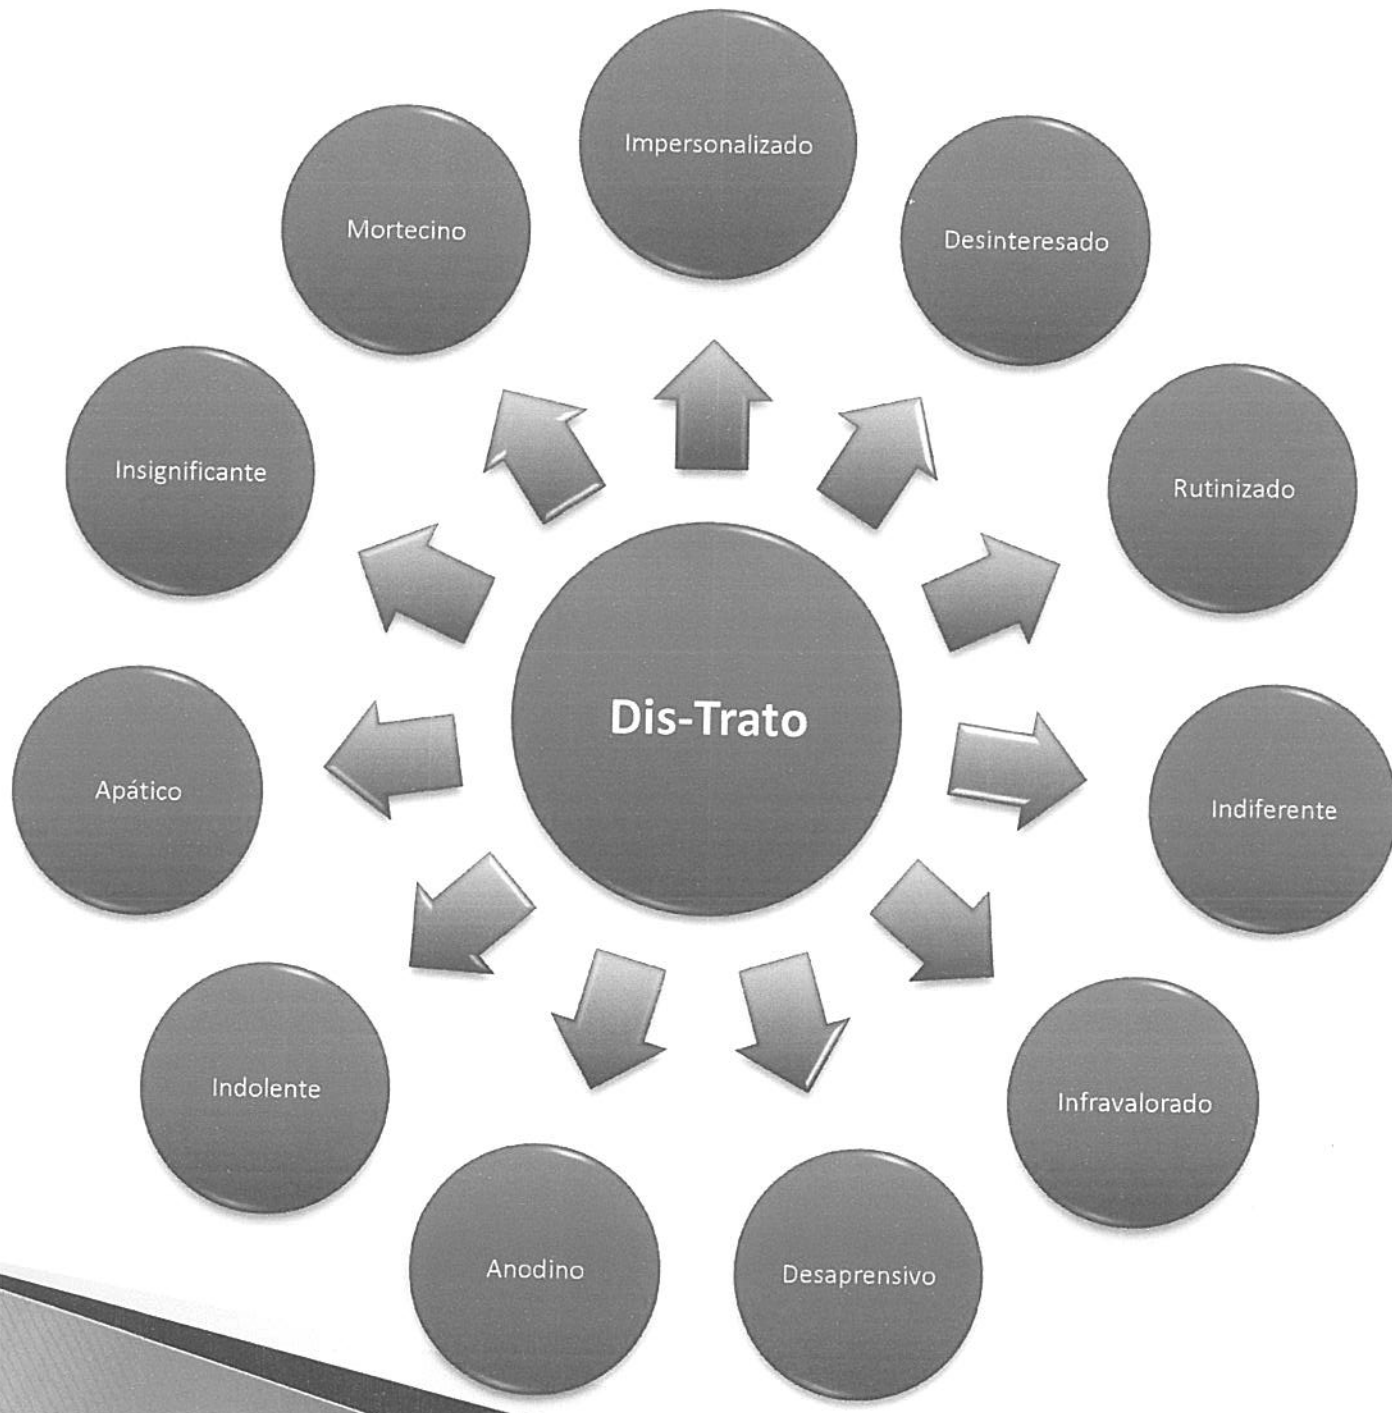 Impersonalizado
Desinteresado
Rutinizado
Indiferente
Infravalorado
Desaprensivo
Anodino
Indolente
Apático
Insignificante
Mortecino
Dis-Trato